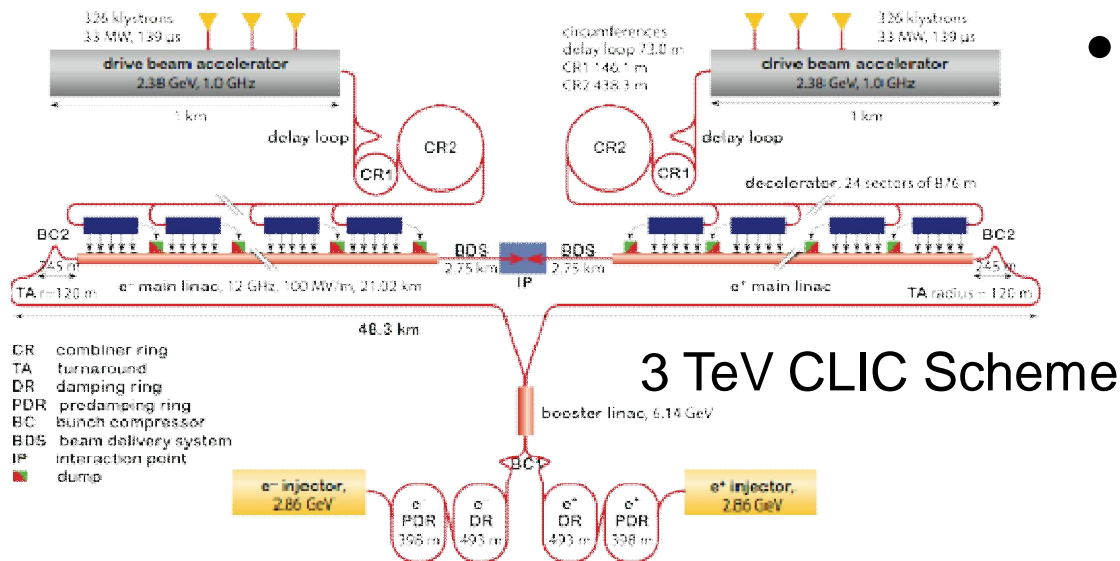 326 klystrons
33 MW, 139 µs
drive beam accelerator
2.38 GeV, 1.0 GHz
1 km
delay loop
CR1
CR2
circumferences
delay loop 73.0 m
CR1 146.1 m
CR2 438.3 m
326 klystrons
33 MW, 139 µs
drive beam accelerator
2.38 GeV, 1.0 GHz
1 km
delay loop
CR2
CR1
decelerator, 24 sectors of 876 m
BC2
245 m
TA r=120 m
e⁻ main linac, 12 GHz, 100 MV/m, 21.02 km
BDS
2.75 km
IP
BDS
2.75 km
e⁺ main linac
BC2
245 m
TA radius = 120 m
48.3 km
CR combiner ring
TA turnaround
DR damping ring
PDR predamping ring
BC bunch compressor
BDS beam delivery system
IP interaction point
dump
3 TeV CLIC Scheme
booster linac, 6.14 GeV
BC1
e⁻ injector,
2.86 GeV
e⁻
PDR
398 m
e⁻
DR
493 m
e⁺
DR
493 m
e⁺
PDR
398 m
e⁺ injector,
2.86 GeV